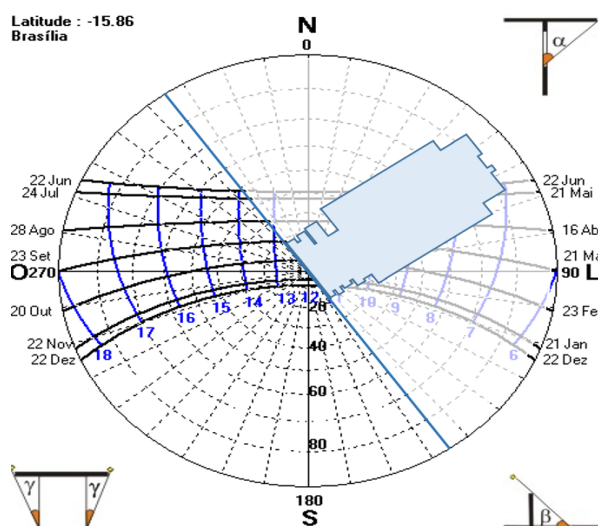 Latitude : -15.86
Brasília
N
0
α
22 Jun
24 Jul
28 Ago
23 Set
O 270
20 Out
22 Nov
22 Dez
22 Jun
21 Mai
16 Ab
21 Ma
90 L
23 Fe
21 Jan
22 Dez
18
17
16
15
14
13
12
11
10
9
8
7
6
20
40
60
80
180
S
γ γ
β